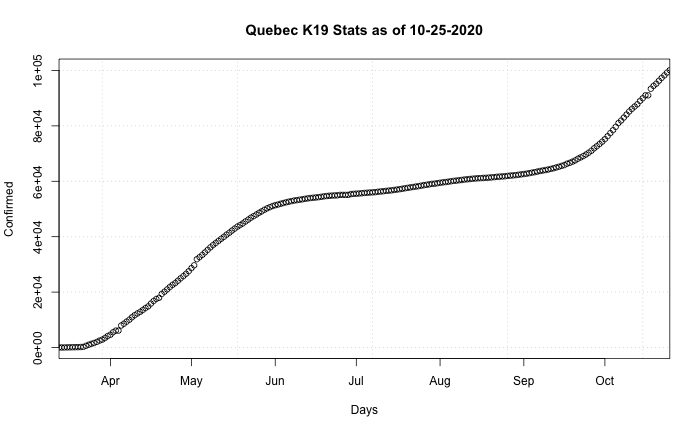 Quebec K19 Stats as of 10-25-2020
Confirmed
1e+05
8e+04
6e+04
4e+04
2e+04
0e+00
Apr May Jun Jul Aug Sep Oct
Days